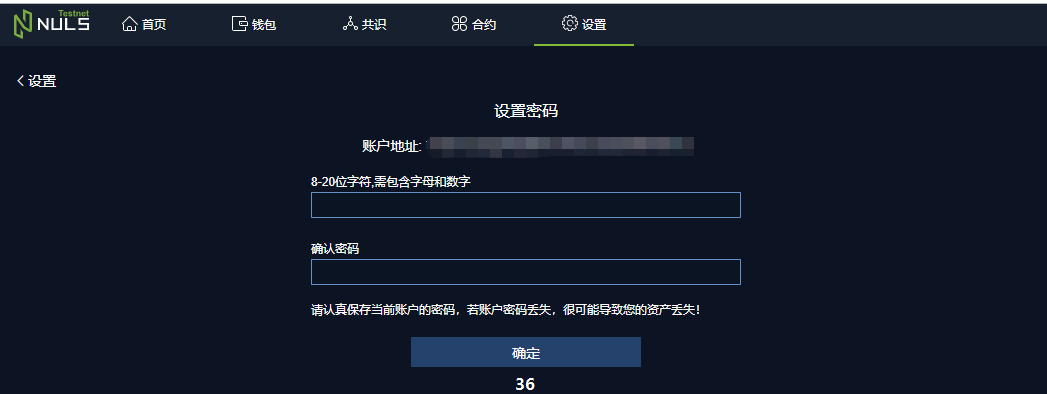 Testnet
NULS 首页 钱包 共识 合约 设置
< 设置
设置密码
账户地址:
8-20位字符,需包含字母和数字
确认密码
请认真保存当前账户的密码，若账户密码丢失，很可能导致您的资产丢失!
确定
36